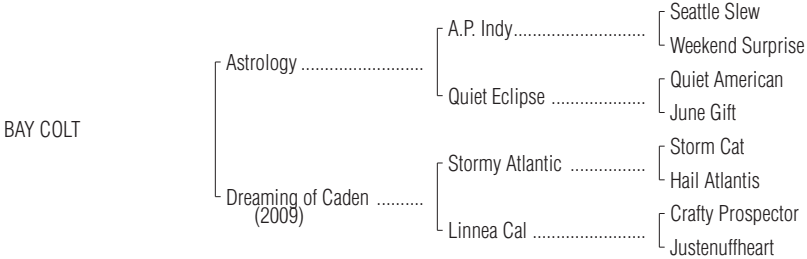 Seattle Slew
A.P. Indy............................
Weekend Surprise
Astrology ..........................
Quiet American
Quiet Eclipse ....................
June Gift
BAY COLT
Storm Cat
Stormy Atlantic ................
Hail Atlantis
Dreaming of Caden ..........
(2009)
Crafty Prospector
Linnea Cal ........................
Justenuffheart